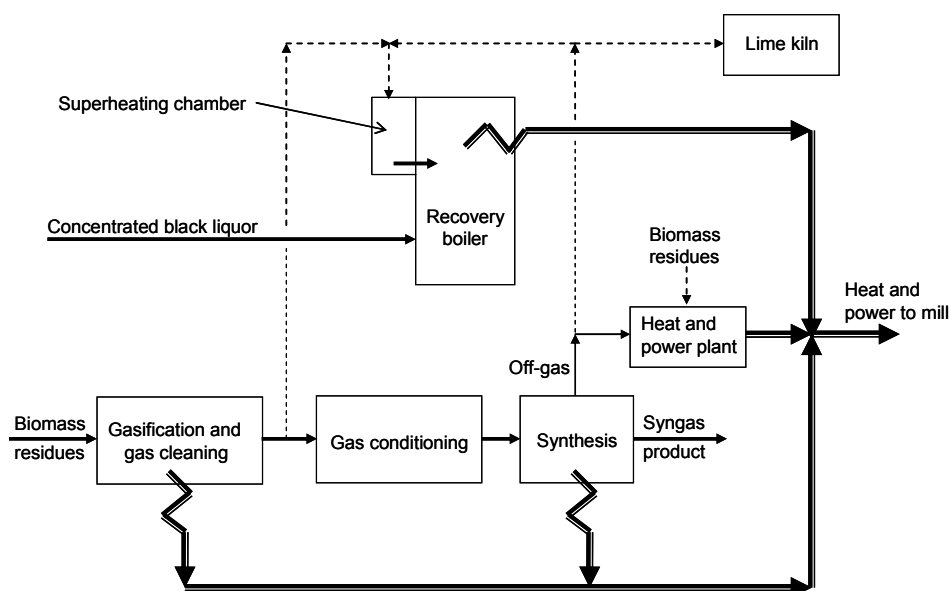 Lime kiln
Superheating chamber
Concentrated black liquor
Recovery
boiler
Biomass
residues
Heat and
power to mill
Heat and
power plant
Off-gas
Biomass
residues
Gasification and
gas cleaning
Gas conditioning
Synthesis
Syngas
product